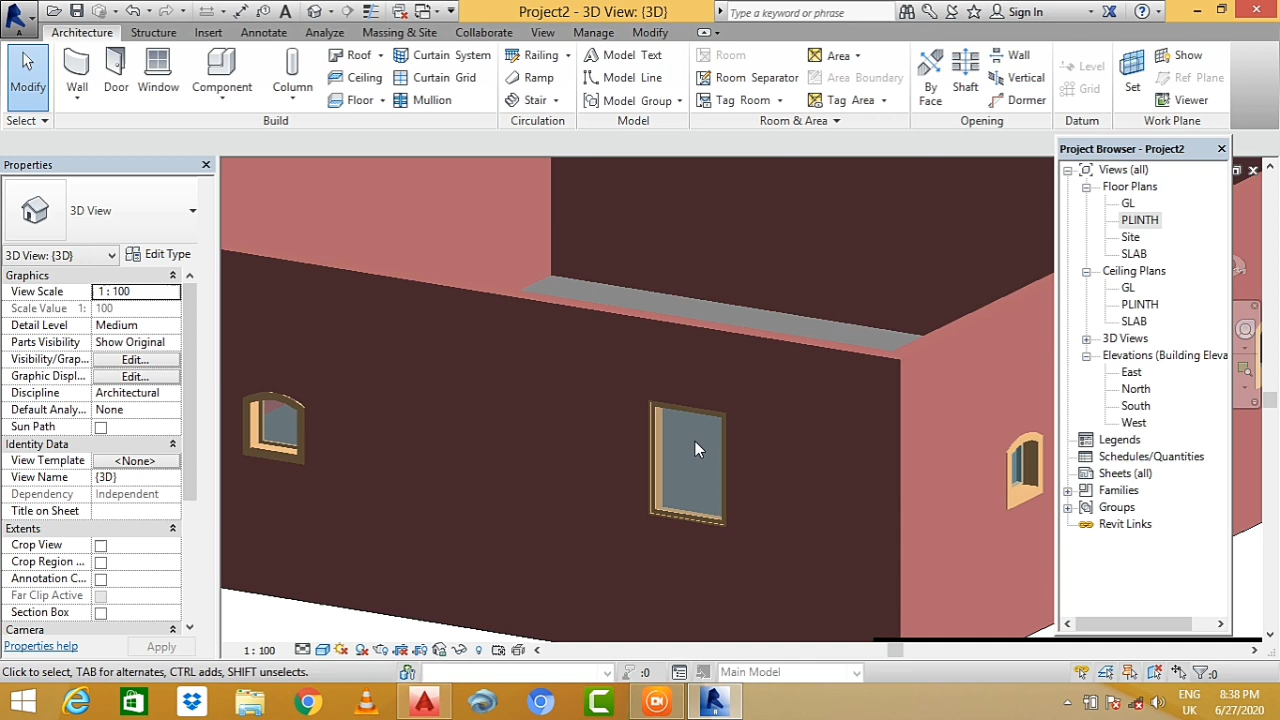 Project2 - 3D View: {3D}
Type a keyword or phrase
Sign In
Architecture Structure Insert Annotate Analyze Massing & Site Collaborate View Manage Modify
Modify
Wall
Door
Window
Component
Column
Roof
Ceiling
Floor
Curtain System
Curtain Grid
Mullion
Railing
Ramp
Stair
Model Text
Model Line
Model Group
Room
Room Separator
Tag Room
Area
Area Boundary
Tag Area
By Face
Shaft
Wall
Vertical
Dormer
Level
Grid
Set
Show
Ref Plane
Viewer
Select Build Circulation Model Room & Area Opening Datum Work Plane
Properties
3D View
3D View: {3D} Edit Type
Graphics
View Scale 1 : 100
Scale Value 1: 100
Detail Level Medium
Parts Visibility Show Original
Visibility/Grap... Edit...
Graphic Displ... Edit...
Discipline Architectural
Default Analy... None
Sun Path
Identity Data
View Template <None>
View Name {3D}
Dependency Independent
Title on Sheet
Extents
Crop View
Crop Region ...
Annotation C...
Far Clip Active
Section Box
Camera
Properties help Apply
Project Browser - Project2
Views (all)
Floor Plans
GL
PLINTH
Site
SLAB
Ceiling Plans
GL
PLINTH
SLAB
3D Views
Elevations (Building Eleva
East
North
South
West
Legends
Schedules/Quantities
Sheets (all)
Families
Groups
Revit Links
1 : 100
Click to select, TAB for alternates, CTRL adds, SHIFT unselects.
:0
Main Model
:0
ENG
UK
8:38 PM
6/27/2020